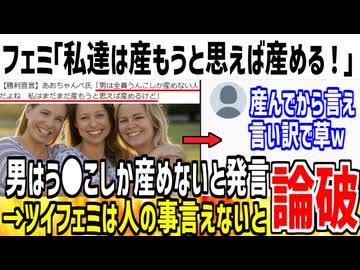 フェミ「私達は産もうと思えば産める！」
【勝利宣言】あおちゃんぺ氏「男は全員うんこしか産めない人
だよね　私はまだまだ産もうと思えば産めるけど」
産んでから言え
言い訳で草w
男はう●こしか産めないと発言
→ツイフェミは人の事言えないと論破